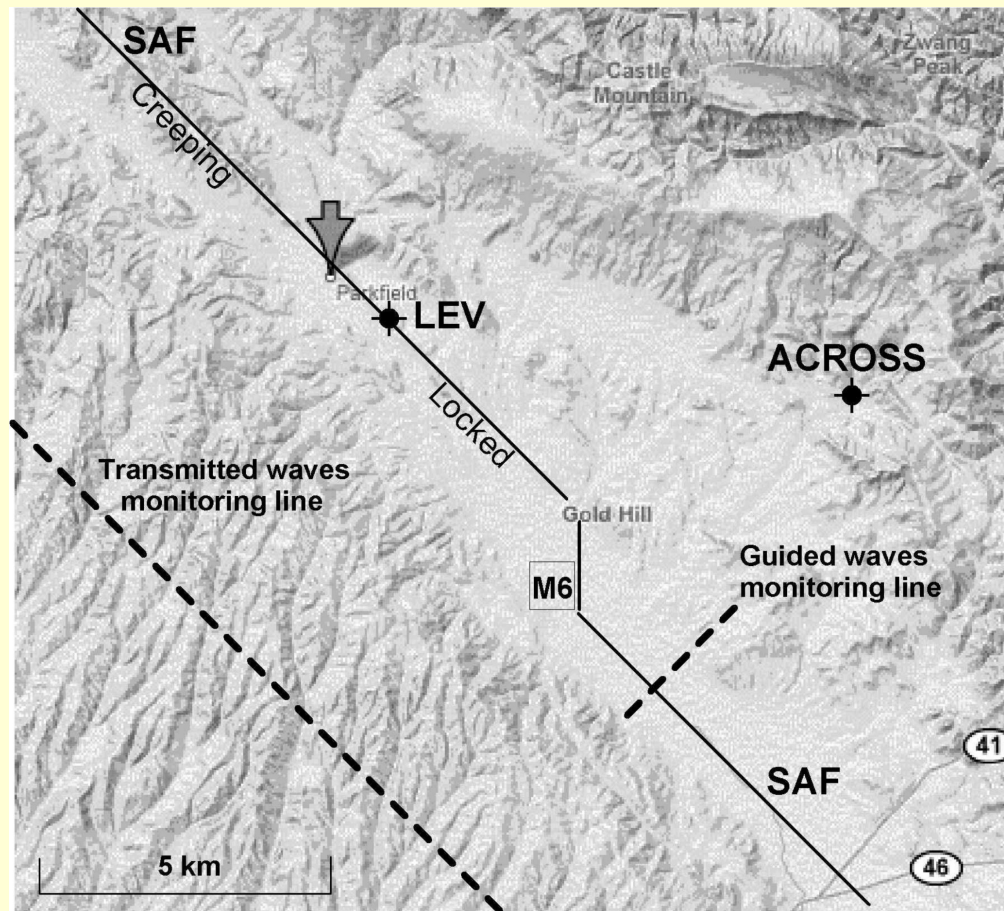 SAF
Creeping
Castle
Mountain
Zwang
Peak
Parkfield
LEV
ACROSS
Locked
Transmitted waves
monitoring line
Gold Hill
M6
Guided waves
monitoring line
SAF
41
46
5 km